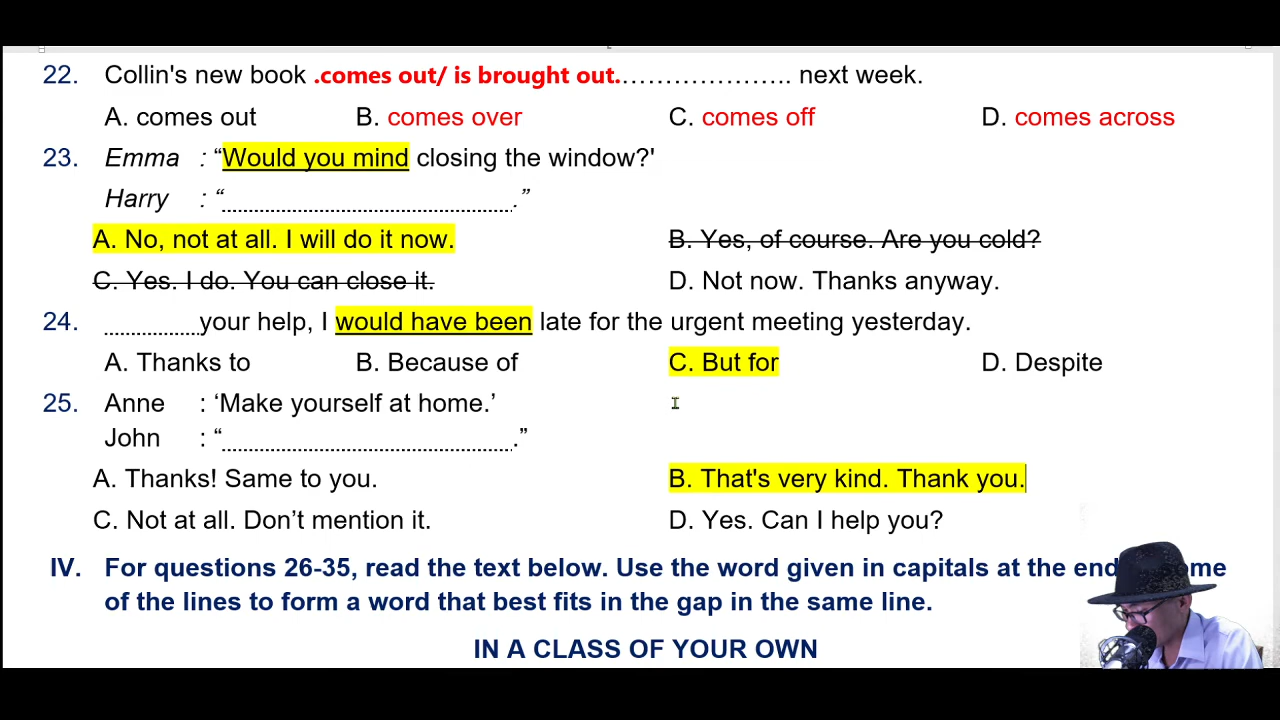 22. Collin's new book .comes out/ is brought out.………………….. next week.
A. comes out B. comes over C. comes off D. comes across
23. Emma : “Would you mind closing the window?'
Harry : “.............................................”
A. No, not at all. I will do it now. B. Yes, of course. Are you cold?
C. Yes. I do. You can close it. D. Not now. Thanks anyway.
24. ...............your help, I would have been late for the urgent meeting yesterday.
A. Thanks to B. Because of C. But for D. Despite
25. Anne : ‘Make yourself at home.’
John : “.............................................”
A. Thanks! Same to you. B. That's very kind. Thank you.
C. Not at all. Don’t mention it. D. Yes. Can I help you?
IV. For questions 26-35, read the text below. Use the word given in capitals at the end
of the lines to form a word that best fits in the gap in the same line.
IN A CLASS OF YOUR OWN